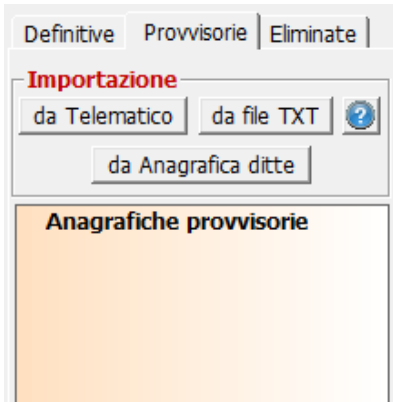 Definitive Provvisorie Eliminate
Importazione
da Telematico da file TXT ?
da Anagrafica ditte
Anagrafiche provvisorie